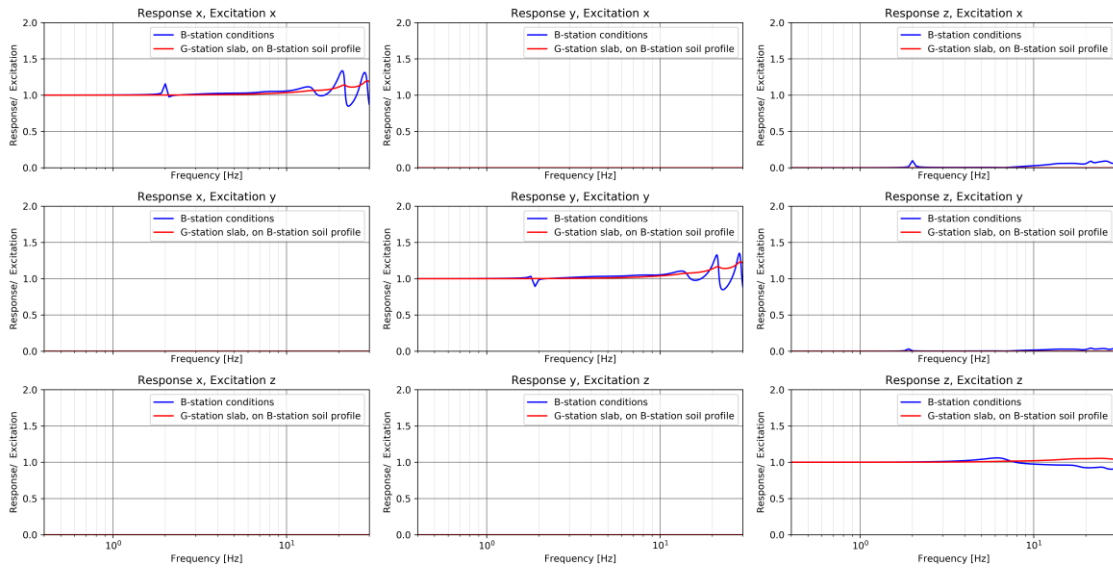 Response x, Excitation x
Response/ Excitation
2.0
1.5
1.0
0.5
0.0
B-station conditions
G-station slab, on B-station soil profile
Frequency [Hz]
Response y, Excitation x
Response/ Excitation
2.0
1.5
1.0
0.5
0.0
B-station conditions
G-station slab, on B-station soil profile
Frequency [Hz]
Response z, Excitation x
Response/ Excitation
2.0
1.5
1.0
0.5
0.0
B-station conditions
G-station slab, on B-station soil profile
Frequency [Hz]
Response x, Excitation y
Response/ Excitation
2.0
1.5
1.0
0.5
0.0
B-station conditions
G-station slab, on B-station soil profile
Frequency [Hz]
Response y, Excitation y
Response/ Excitation
2.0
1.5
1.0
0.5
0.0
B-station conditions
G-station slab, on B-station soil profile
Frequency [Hz]
Response z, Excitation y
Response/ Excitation
2.0
1.5
1.0
0.5
0.0
B-station conditions
G-station slab, on B-station soil profile
Frequency [Hz]
Response x, Excitation z
Response/ Excitation
2.0
1.5
1.0
0.5
0.0
B-station conditions
G-station slab, on B-station soil profile
10⁰ 10¹
Frequency [Hz]
Response y, Excitation z
Response/ Excitation
2.0
1.5
1.0
0.5
0.0
B-station conditions
G-station slab, on B-station soil profile
10⁰ 10¹
Frequency [Hz]
Response z, Excitation z
Response/ Excitation
2.0
1.5
1.0
0.5
0.0
B-station conditions
G-station slab, on B-station soil profile
10⁰ 10¹
Frequency [Hz]